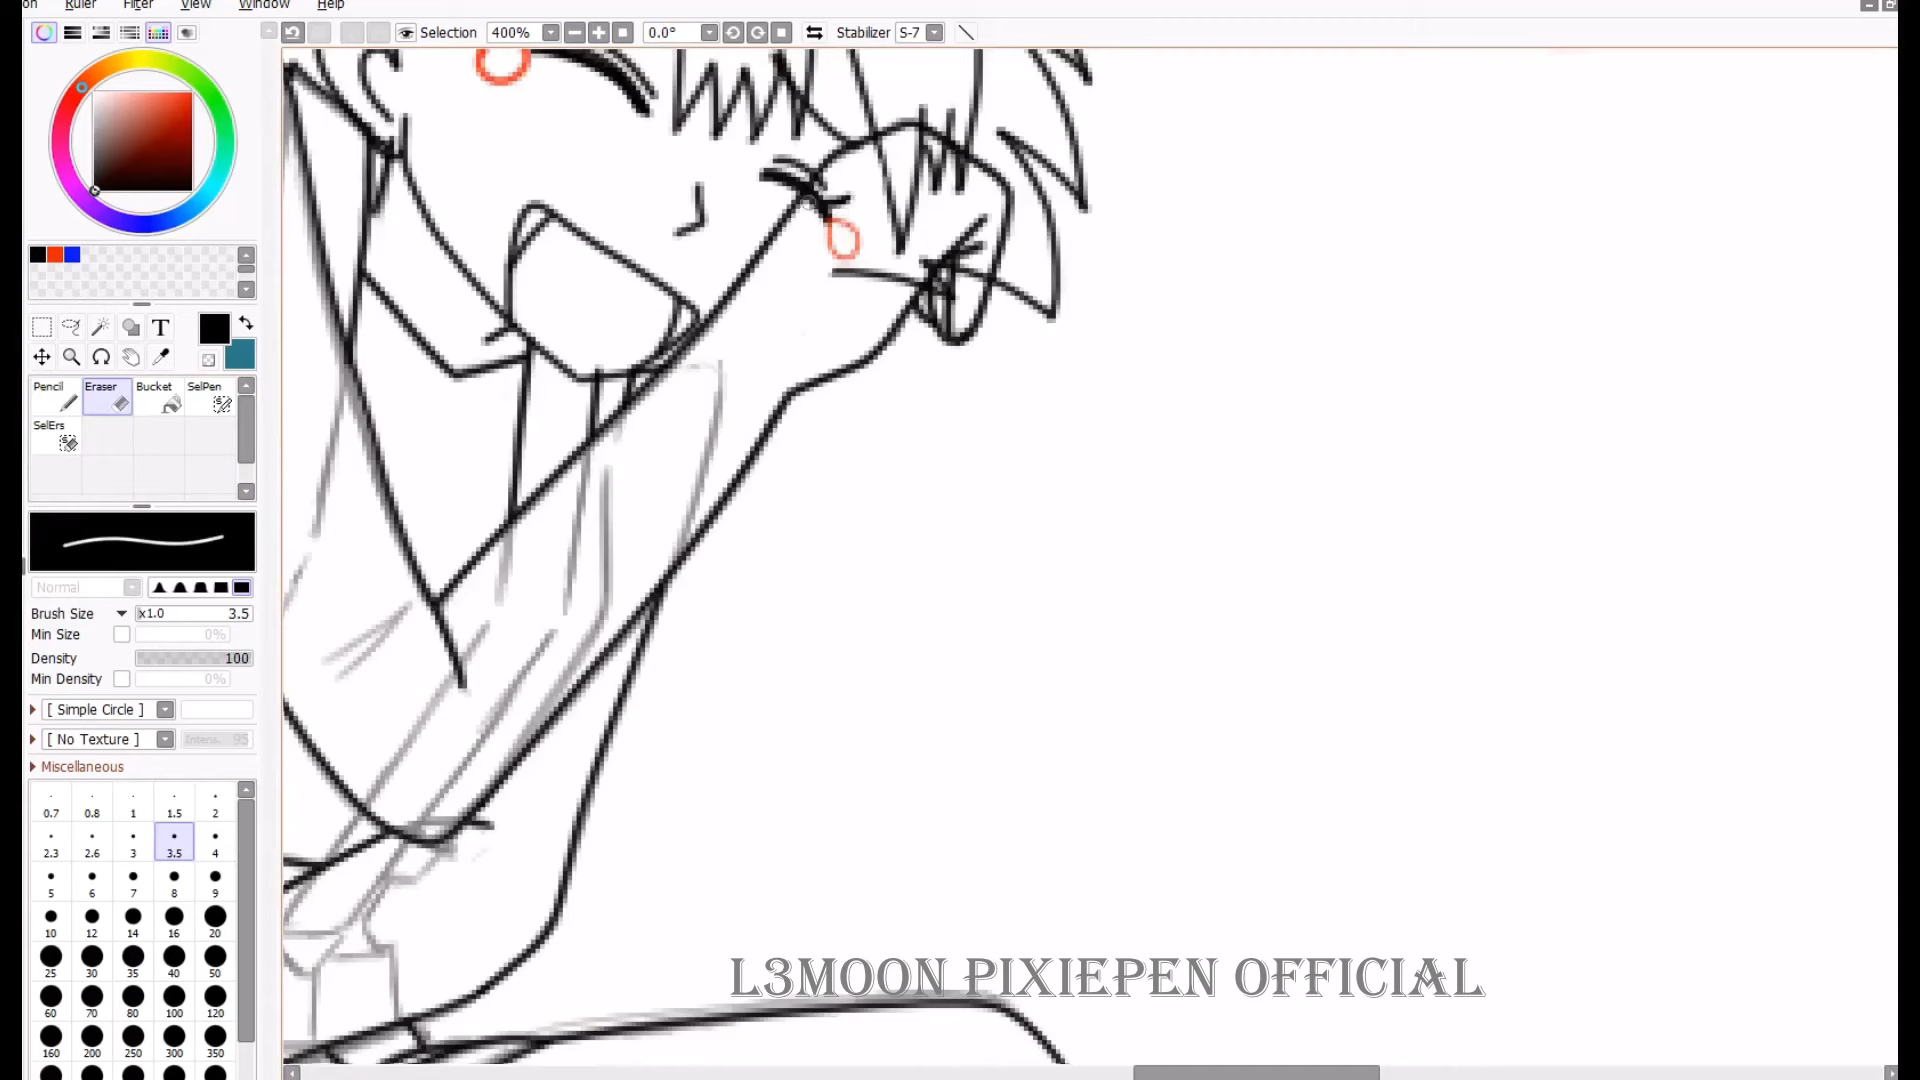 on Ruler Filter View Window Help
Selection 400% 0.0° Stabilizer S-7
T
Pencil Eraser Bucket SelPen
SelErs
Normal
Brush Size x1.0 3.5
Min Size 0%
Density 100
Min Density 0%
[ Simple Circle ]
[ No Texture ] Intens. 95
Miscellaneous
0.7 0.8 1 1.5 2
2.3 2.6 3 3.5 4
5 6 7 8 9
10 12 14 16 20
25 30 35 40 50
60 70 80 100 120
160 200 250 300 350
L3MOON PIXIEPEN OFFICIAL